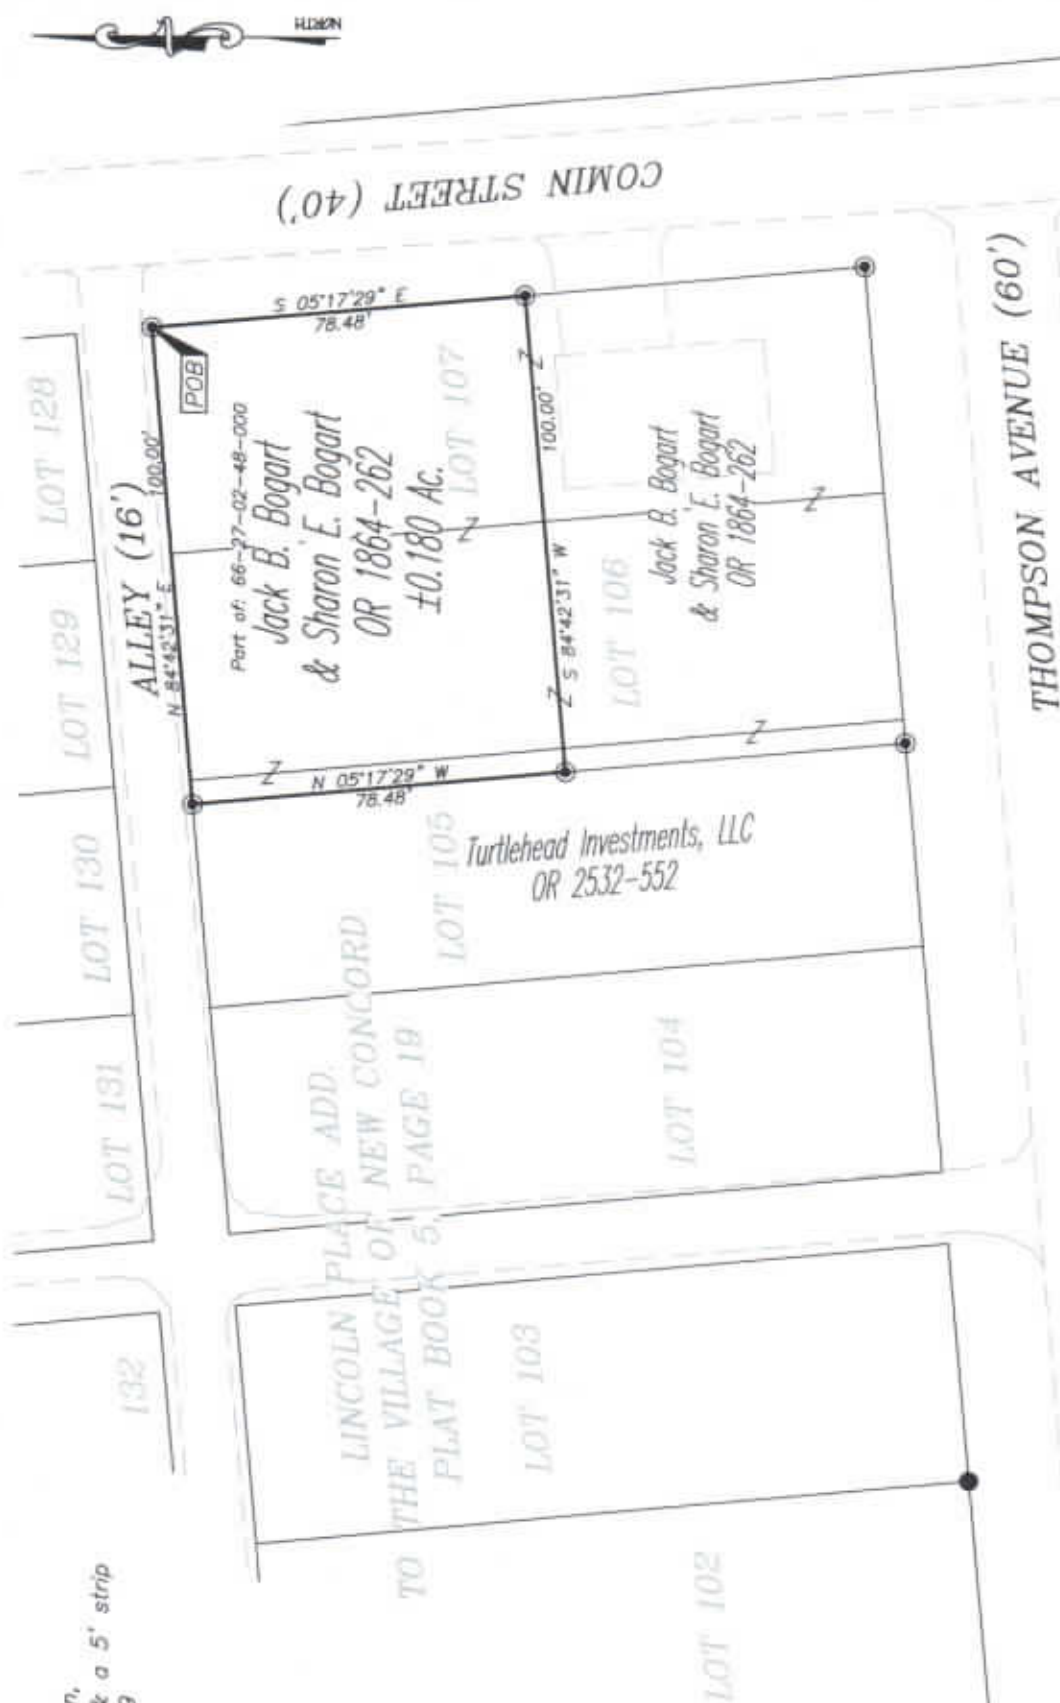 NORTH
COMIN STREET (40')
THOMPSON AVENUE (60')
ALLEY (16')
N 84°42'31" E
100.00'
S 05°17'29" E
78.48'
POB
Part of: 66-27-02-48-000
Jack B. Bogart
& Sharon E. Bogart
OR 1864-262
±0.180 Ac.
LOT 107
100.00'
S 84°42'31" W
Z
Z
Z
Z
Z
Z
LOT 106
Jack B. Bogart
& Sharon E. Bogart
OR 1864-262
N 05°17'29" W
78.48'
LOT 105
Turtlehead Investments, LLC
OR 2532-552
LOT 128
LOT 129
LOT 130
LOT 131
132
LOT 104
LOT 103
LOT 102
LINCOLN PLACE ADD.
TO THE VILLAGE OF NEW CONCORD
PLAT BOOK 5, PAGE 19
a 5' strip